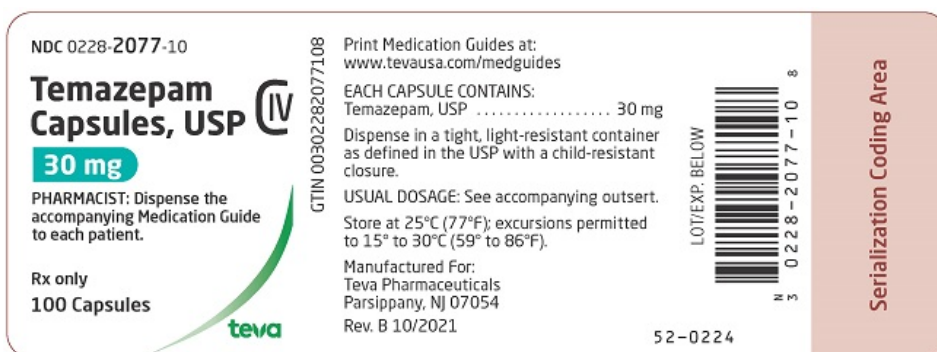 NDC 0228-2077-10
Temazepam
Capsules, USP CIV
30 mg
PHARMACIST: Dispense the
accompanying Medication Guide
to each patient.
Rx only
100 Capsules
teva
GTIN 00302282077108
Print Medication Guides at:
www.tevausa.com/medguides
EACH CAPSULE CONTAINS:
Temazepam, USP ................... 30 mg
Dispense in a tight, light-resistant container
as defined in the USP with a child-resistant
closure.
USUAL DOSAGE: See accompanying outsert.
Store at 25°C (77°F); excursions permitted
to 15° to 30°C (59° to 86°F).
Manufactured For:
Teva Pharmaceuticals
Parsippany, NJ 07054
Rev. B 10/2021
52-0224
LOT/EXP. BELOW
N3 0228-2077-10 8
Serialization Coding Area